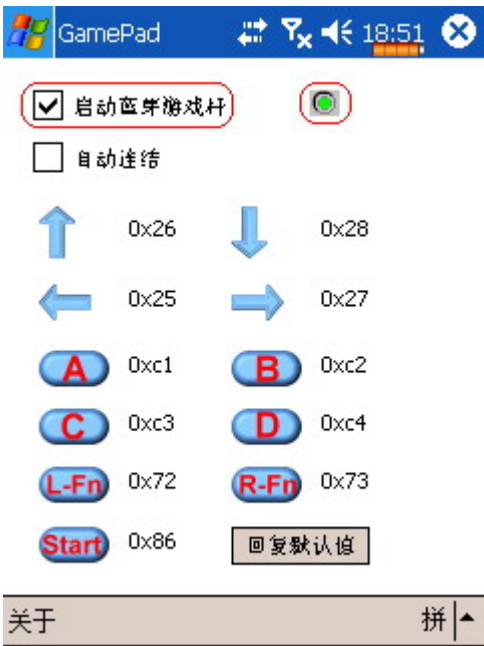 GamePad 18:51
启动蓝芽游戏杆
自动连结
0x26 0x28
0x25 0x27
A 0xc1 B 0xc2
C 0xc3 D 0xc4
L-Fn 0x72 R-Fn 0x73
Start 0x86 回复默认值
关于 拼